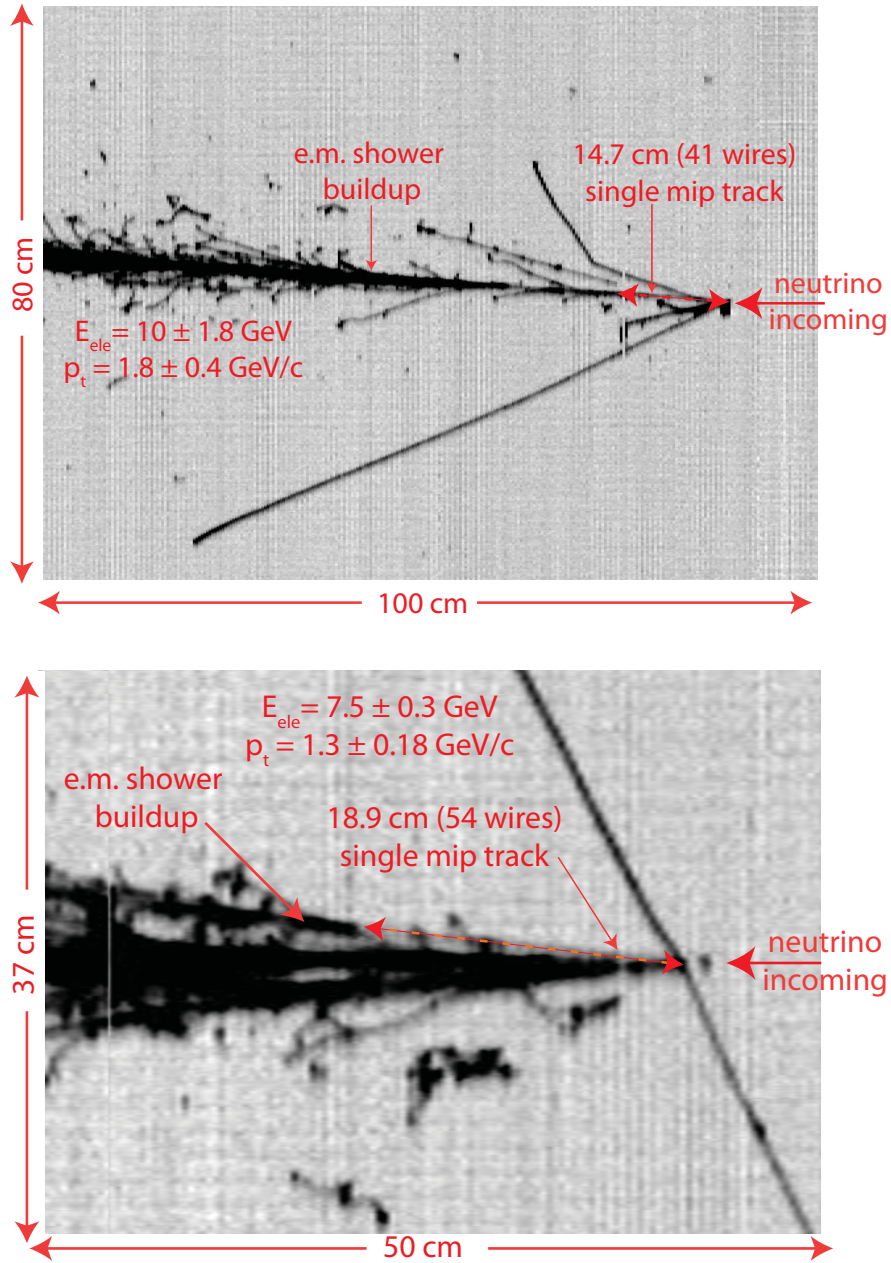 e.m. shower
buildup
14.7 cm (41 wires)
single mip track
80 cm
neutrino
incoming
E_ele = 10 ± 1.8 GeV
p_t = 1.8 ± 0.4 GeV/c
100 cm
E_ele = 7.5 ± 0.3 GeV
p_t = 1.3 ± 0.18 GeV/c
e.m. shower
buildup
18.9 cm (54 wires)
single mip track
37 cm
neutrino
incoming
50 cm